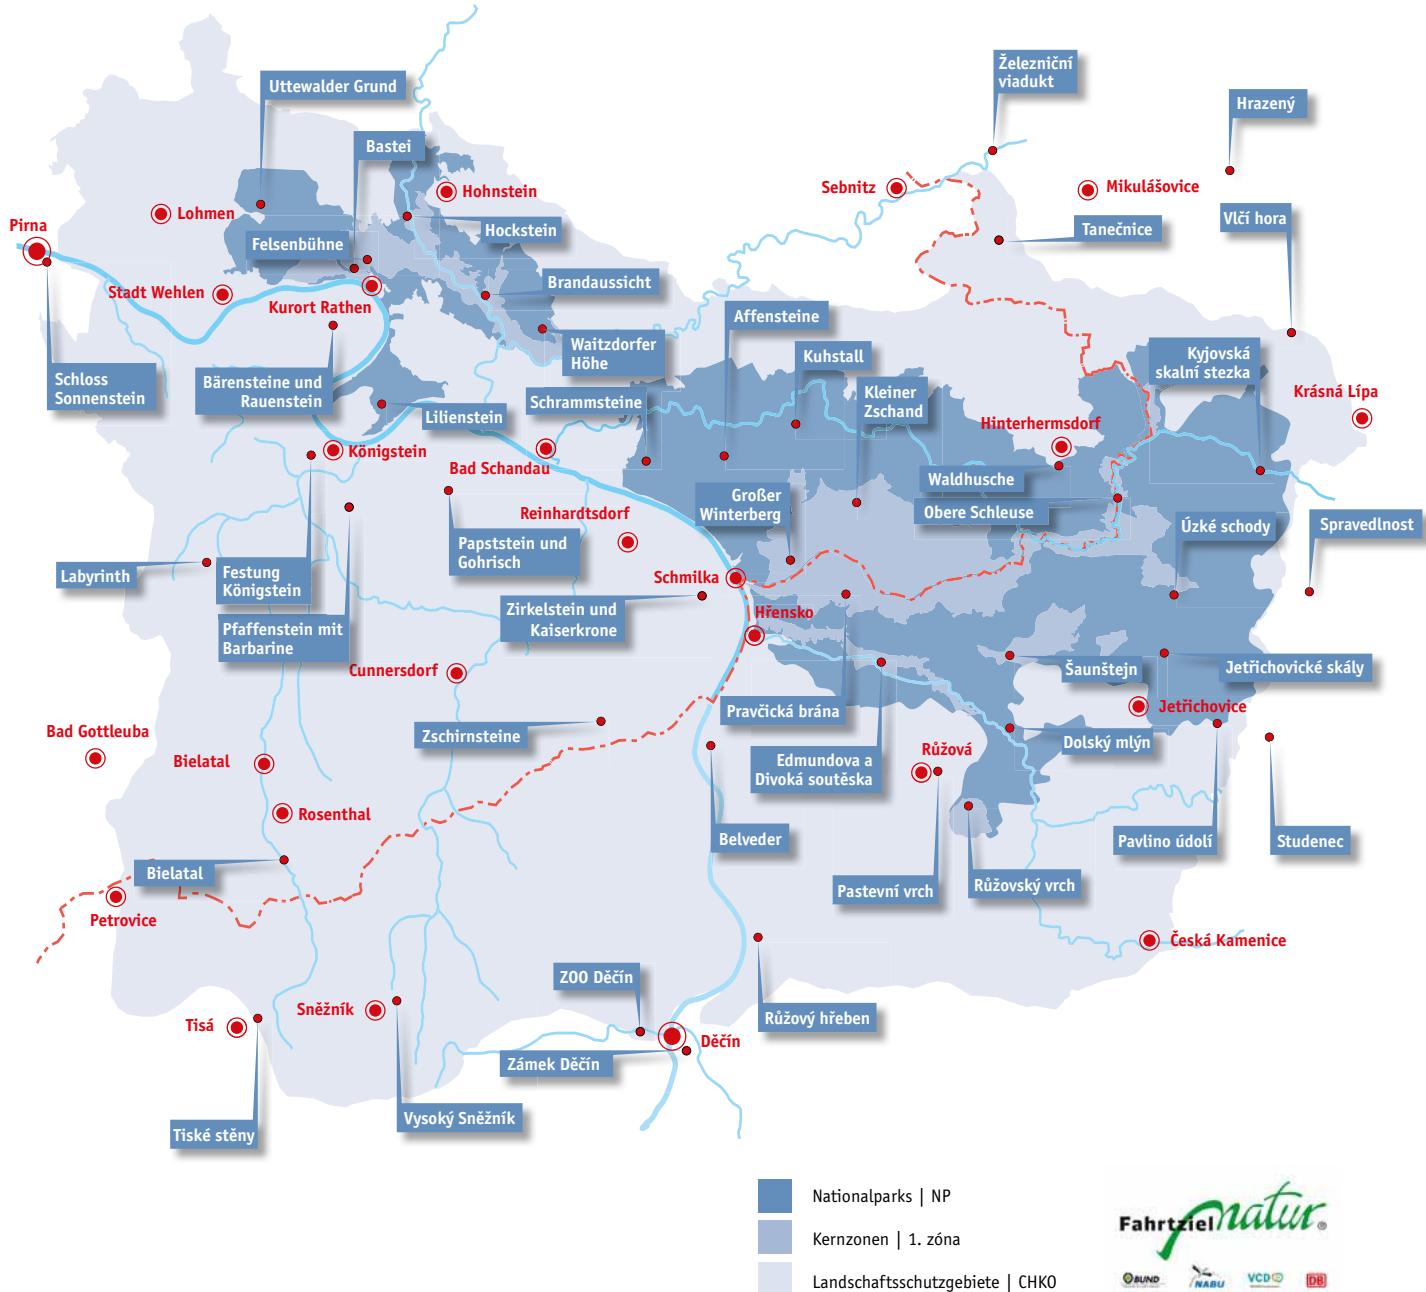 Uttewalder Grund
Bastei
Železniční
viadukt
Hrazený
Pirna
Lohmen
Hohnstein
Sebnitz
Mikulášovice
Felsenbühne
Hockstein
Tanečnice
Vlčí hora
Stadt Wehlen
Kurort Rathen
Brandaussicht
Schloss
Sonnenstein
Bärensteine und
Rauenstein
Waitzdorfer
Höhe
Affensteine
Kuhstall
Kleiner
Zschand
Kyjovská
skalní stezka
Krásná Lípa
Lilienstein
Schrammsteine
Hinterhermsdorf
Königstein
Bad Schandau
Waldhusche
Obere Schleuse
Großer
Winterberg
Reinhardtsdorf
Papststein und
Gohrisch
Úzké schody
Spravedlnost
Labyrinth
Festung
Königstein
Schmilka
Zirkelstein und
Kaiserkrone
Hřensko
Pfaffenstein mit
Barbarine
Cunnersdorf
Šaunštejn
Jetřichovické skály
Jetřichovice
Zschirnsteine
Pravčická brána
Dolský mlýn
Bad Gottleuba
Bielatal
Edmundova a
Divoká soutěska
Růžová
Rosenthal
Belveder
Pavlino údolí
Studenec
Bielatal
Pastevní vrch
Růžovský vrch
Petrovice
Česká Kamenice
ZOO Děčín
Tisá
Sněžník
Růžový hřeben
Děčín
Zámek Děčín
Tiské stěny
Vysoký Sněžník
Nationalparks | NP
Kernzonen | 1. zóna
Landschaftsschutzgebiete | CHKO
Fahrtziel natur ®
BUND
NABU
VCD
DB